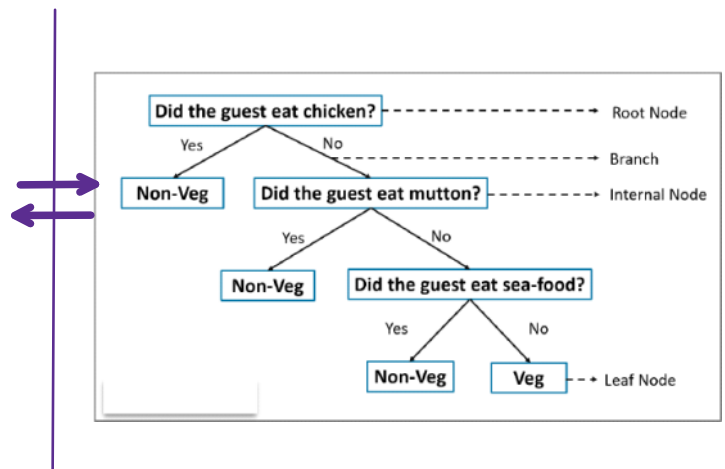 Did the guest eat chicken?
Root Node
Yes
No
Branch
Non-Veg
Did the guest eat mutton?
Internal Node
Yes
No
Non-Veg
Did the guest eat sea-food?
Yes
No
Non-Veg
Veg
Leaf Node